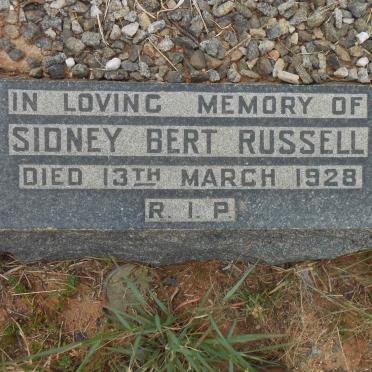 IN LOVING MEMORY OF
SIDNEY BERT RUSSELL
DIED 13TH MARCH 1928
R.I.P.